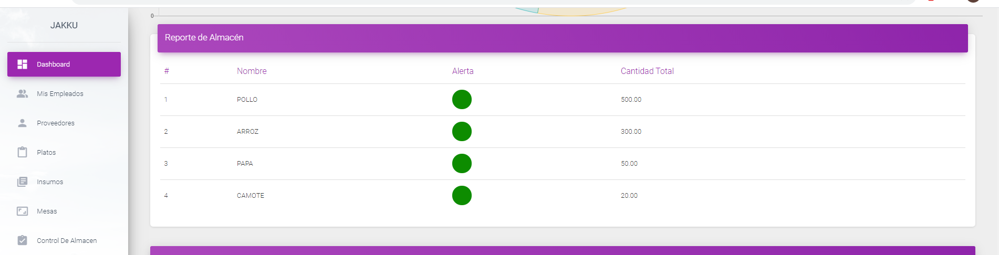 0
JAKKU
Dashboard
Mis Empleados
Proveedores
Platos
Insumos
Mesas
Control De Almacen
Reporte de Almacén
# Nombre Alerta Cantidad Total
1 POLLO 500.00
2 ARROZ 300.00
3 PAPA 50.00
4 CAMOTE 20.00